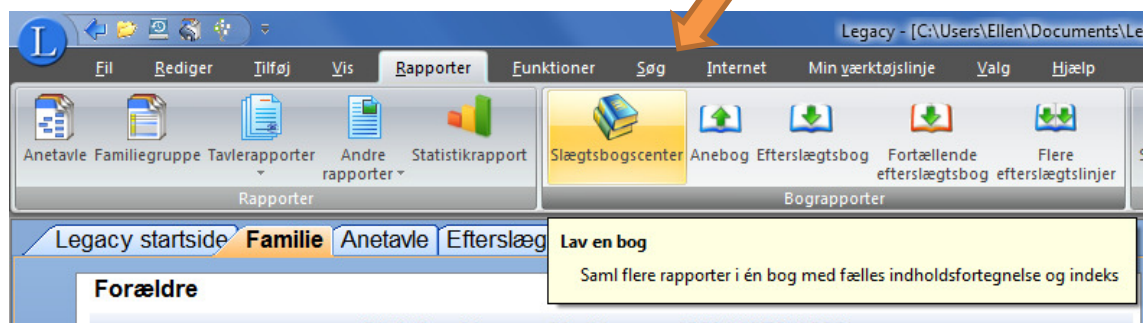 L
Legacy - [C:\Users\Ellen\Documents\Le
Fil Rediger Tilføj Vis Rapporter Funktioner Søg Internet Min værktøjslinje Valg Hjælp
Anetavle Familiegruppe Tavlerapporter Andre rapporter Statistikrapport Slægtsbogscenter Anebog Efterslægtsbog Fortællende efterslægtsbog Flere efterslægtslinjer
Rapporter Bograpporter
Legacy startside Familie Anetavle Efterslæg
Lav en bog
Saml flere rapporter i én bog med fælles indholdsfortegnelse og indeks
Forældre